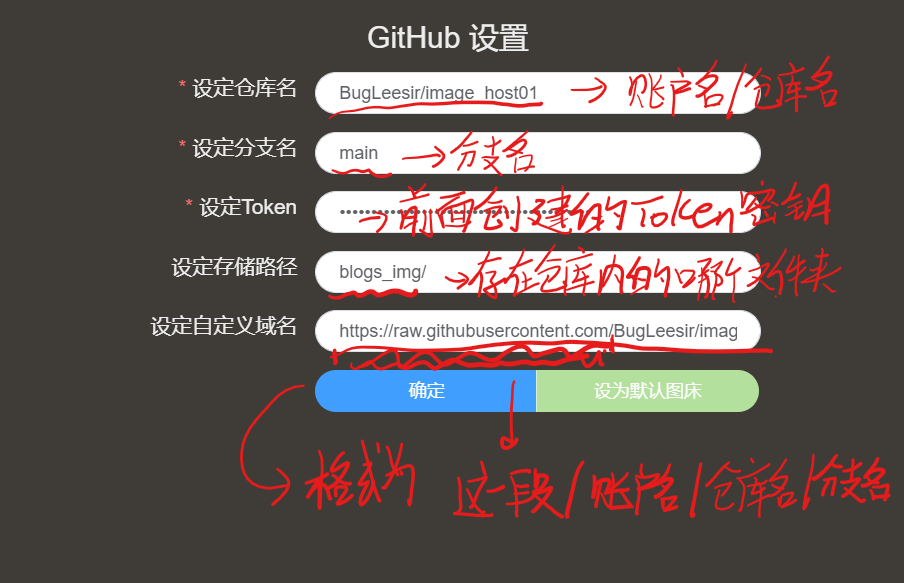 GitHub 设置
* 设定仓库名 BugLeesir/image_host01 → 账户名/仓库名
* 设定分支名 main → 分支名
* 设定Token → 前面创建的Token密钥
设定存储路径 blogs_img/ → 存在仓库内的哪个文件夹
设定自定义域名 https://raw.githubusercontent.com/BugLeesir/imag
确定 设为默认图床
格式为 这一段/账户名/仓库名/分支名